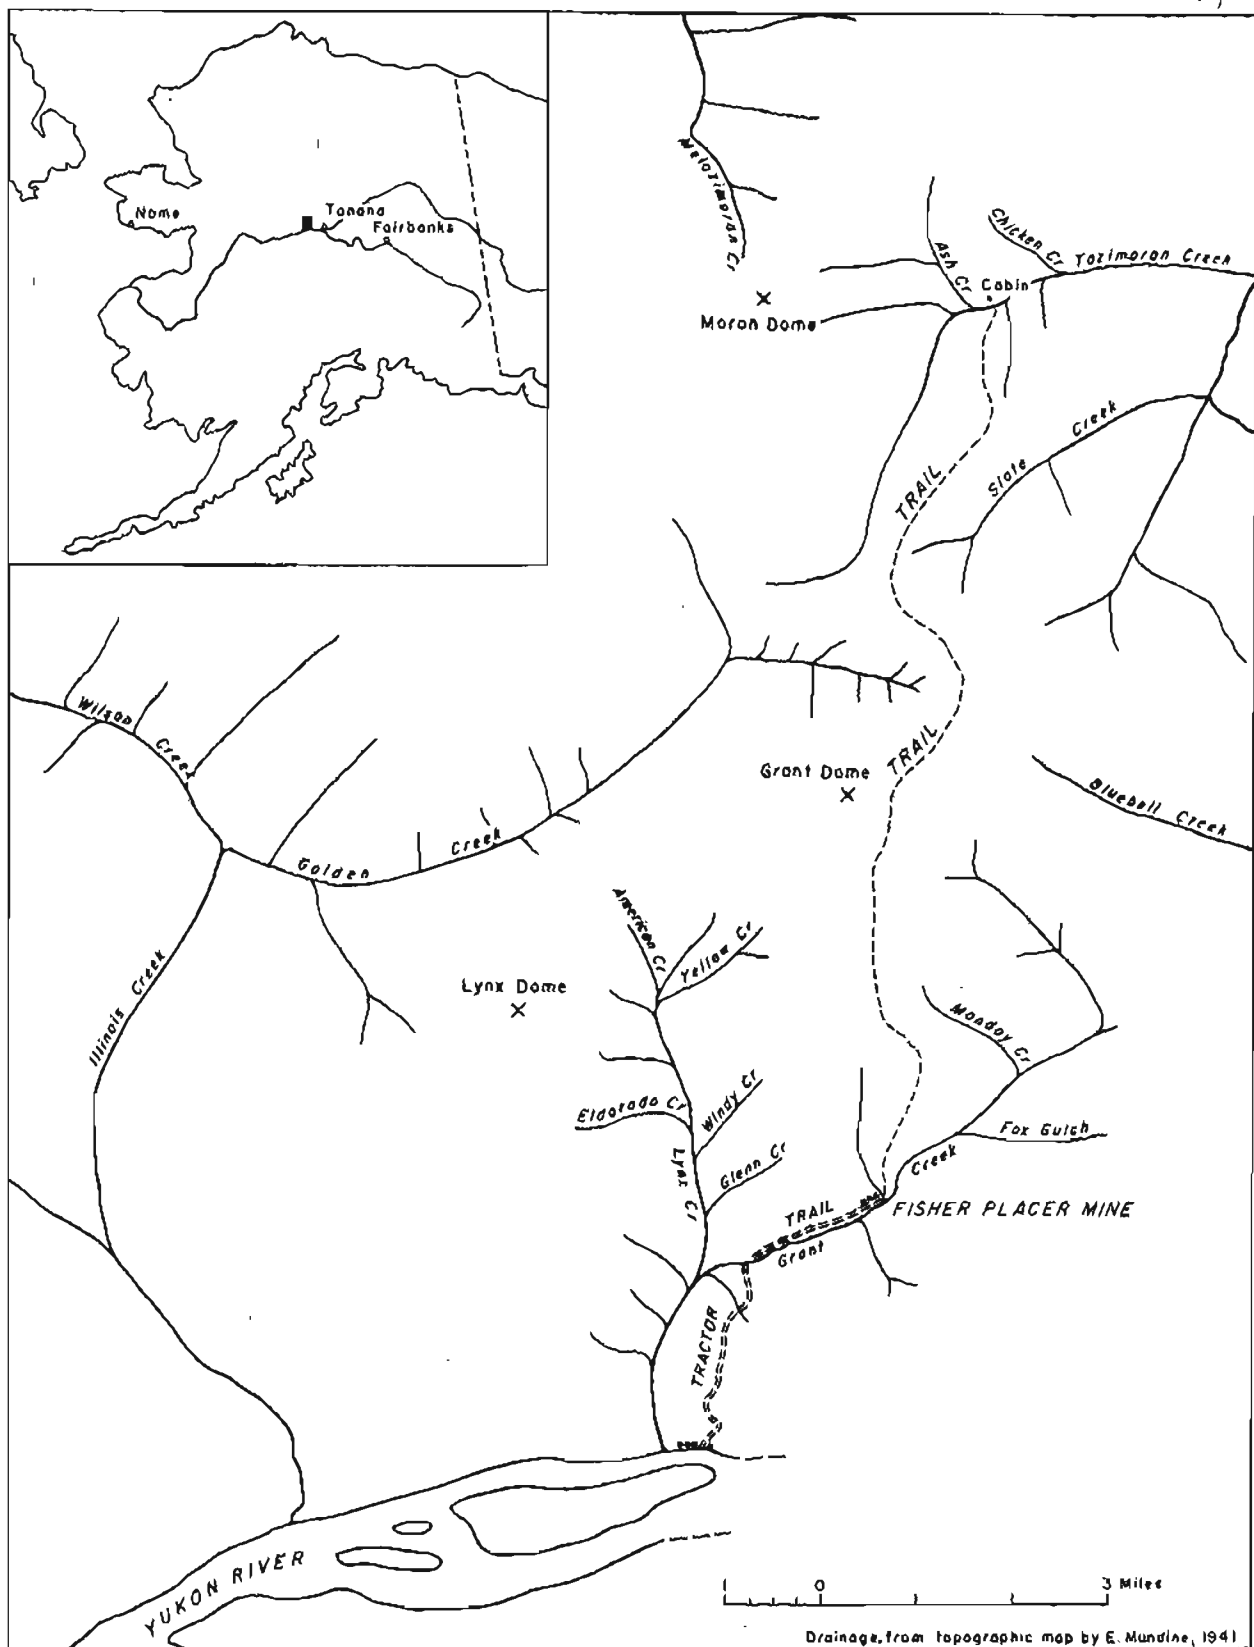 Nome
Tanana
Fairbanks
Melozimoran Cr
Moran Dome
Ash Cr
Chicken Cr
Cabin
Tozimoran Creek
TRAIL
Slate Creek
Wilson Creek
Golden Creek
Grant Dome
TRAIL
Bluebell Creek
Illinois Creek
Lynx Dome
American Cr
Yellow Cr
Monday Cr
Eldorado Cr
Windy Cr
Lynx Cr
Glenn Cr
Fox Gulch
Grant Creek
FISHER PLACER MINE
TRACTOR TRAIL
YUKON RIVER
1 0 3 Miles
Drainage, from topographic map by E. Mundine, 1941